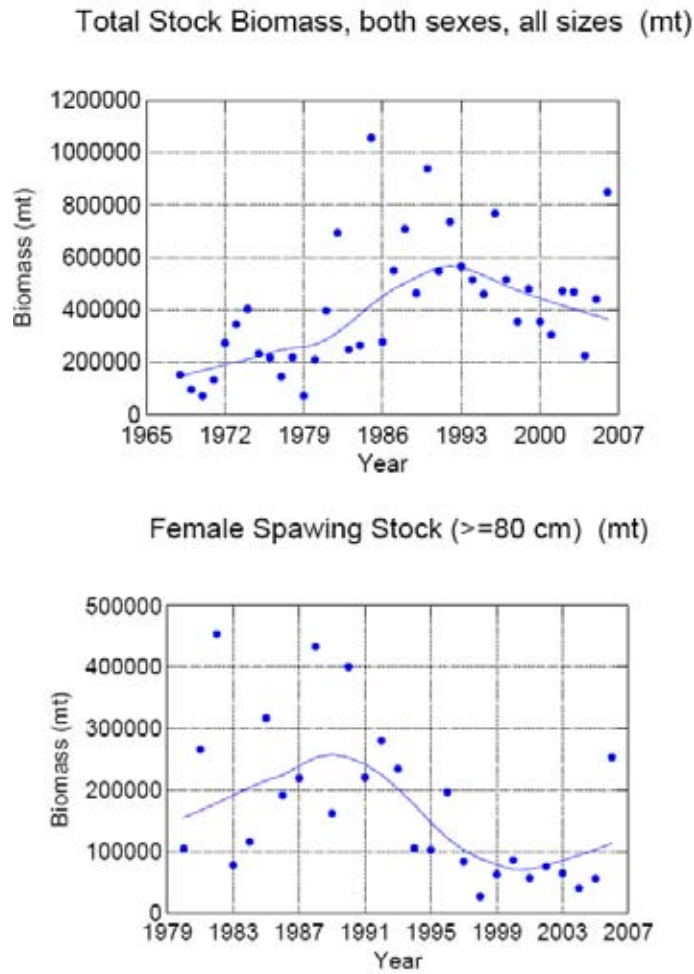 Total Stock Biomass, both sexes, all sizes (mt)
1200000
1000000
800000
600000
400000
200000
0
Biomass (mt)
1965 1972 1979 1986 1993 2000 2007
Year
Female Spawing Stock (>=80 cm) (mt)
500000
400000
300000
200000
100000
0
Biomass (mt)
1979 1983 1987 1991 1995 1999 2003 2007
Year